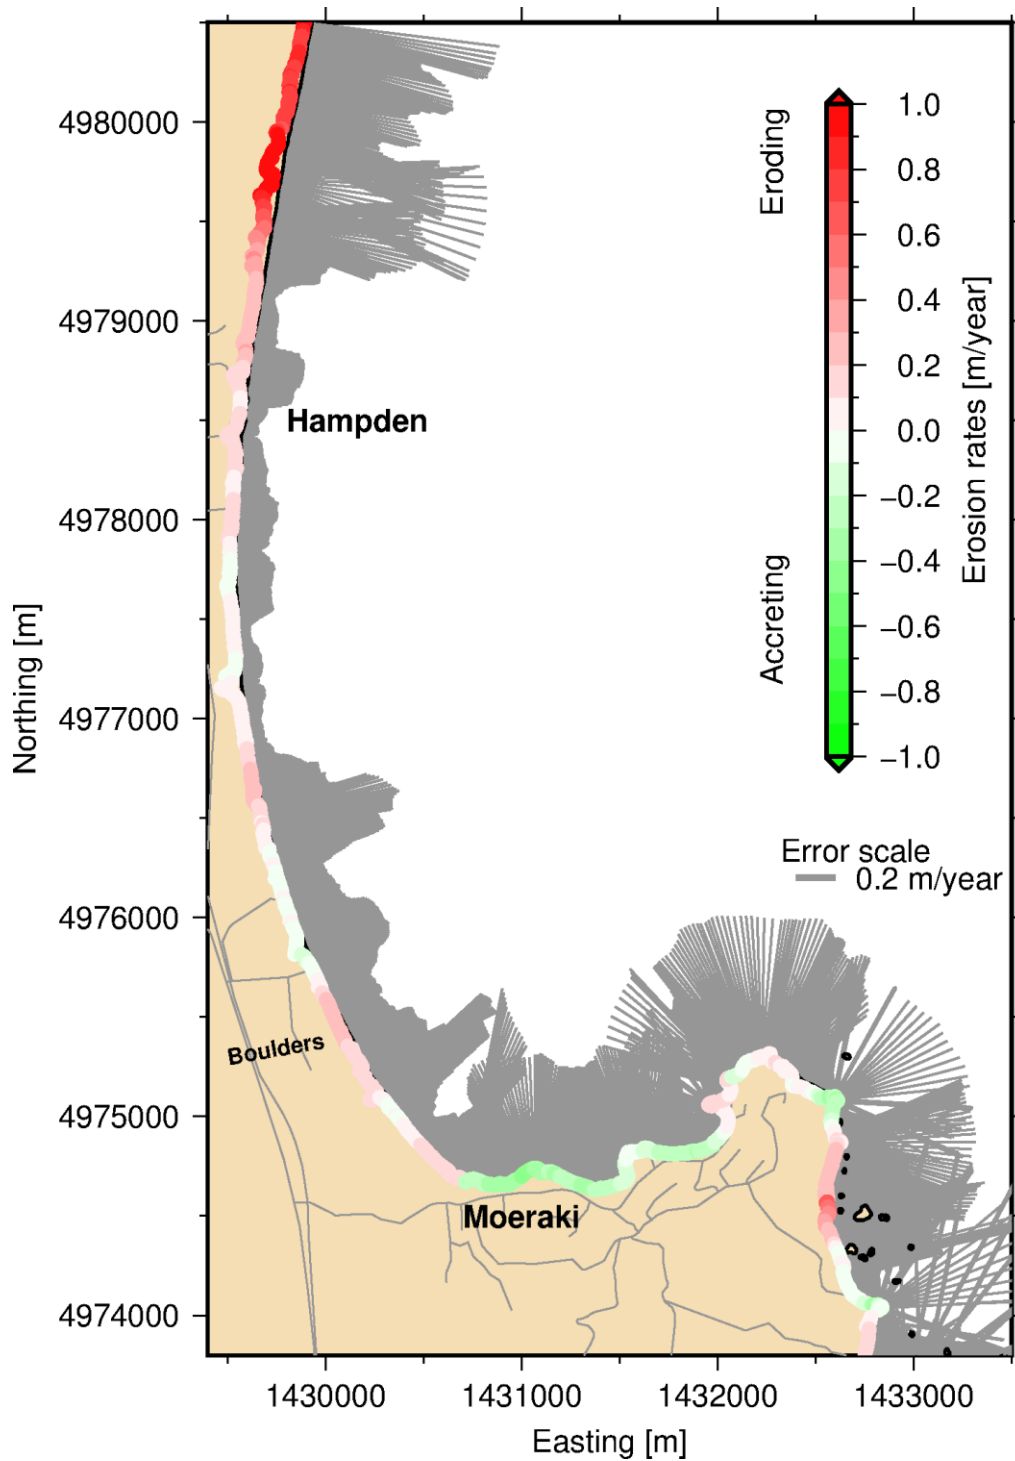 4980000
4979000
4978000
4977000
4976000
4975000
4974000
Northing [m]
1430000
1431000
1432000
1433000
Easting [m]
Hampden
Boulders
Moeraki
Eroding
Accreting
1.0
0.8
0.6
0.4
0.2
0.0
−0.2
−0.4
−0.6
−0.8
−1.0
Erosion rates [m/year]
Error scale
0.2 m/year